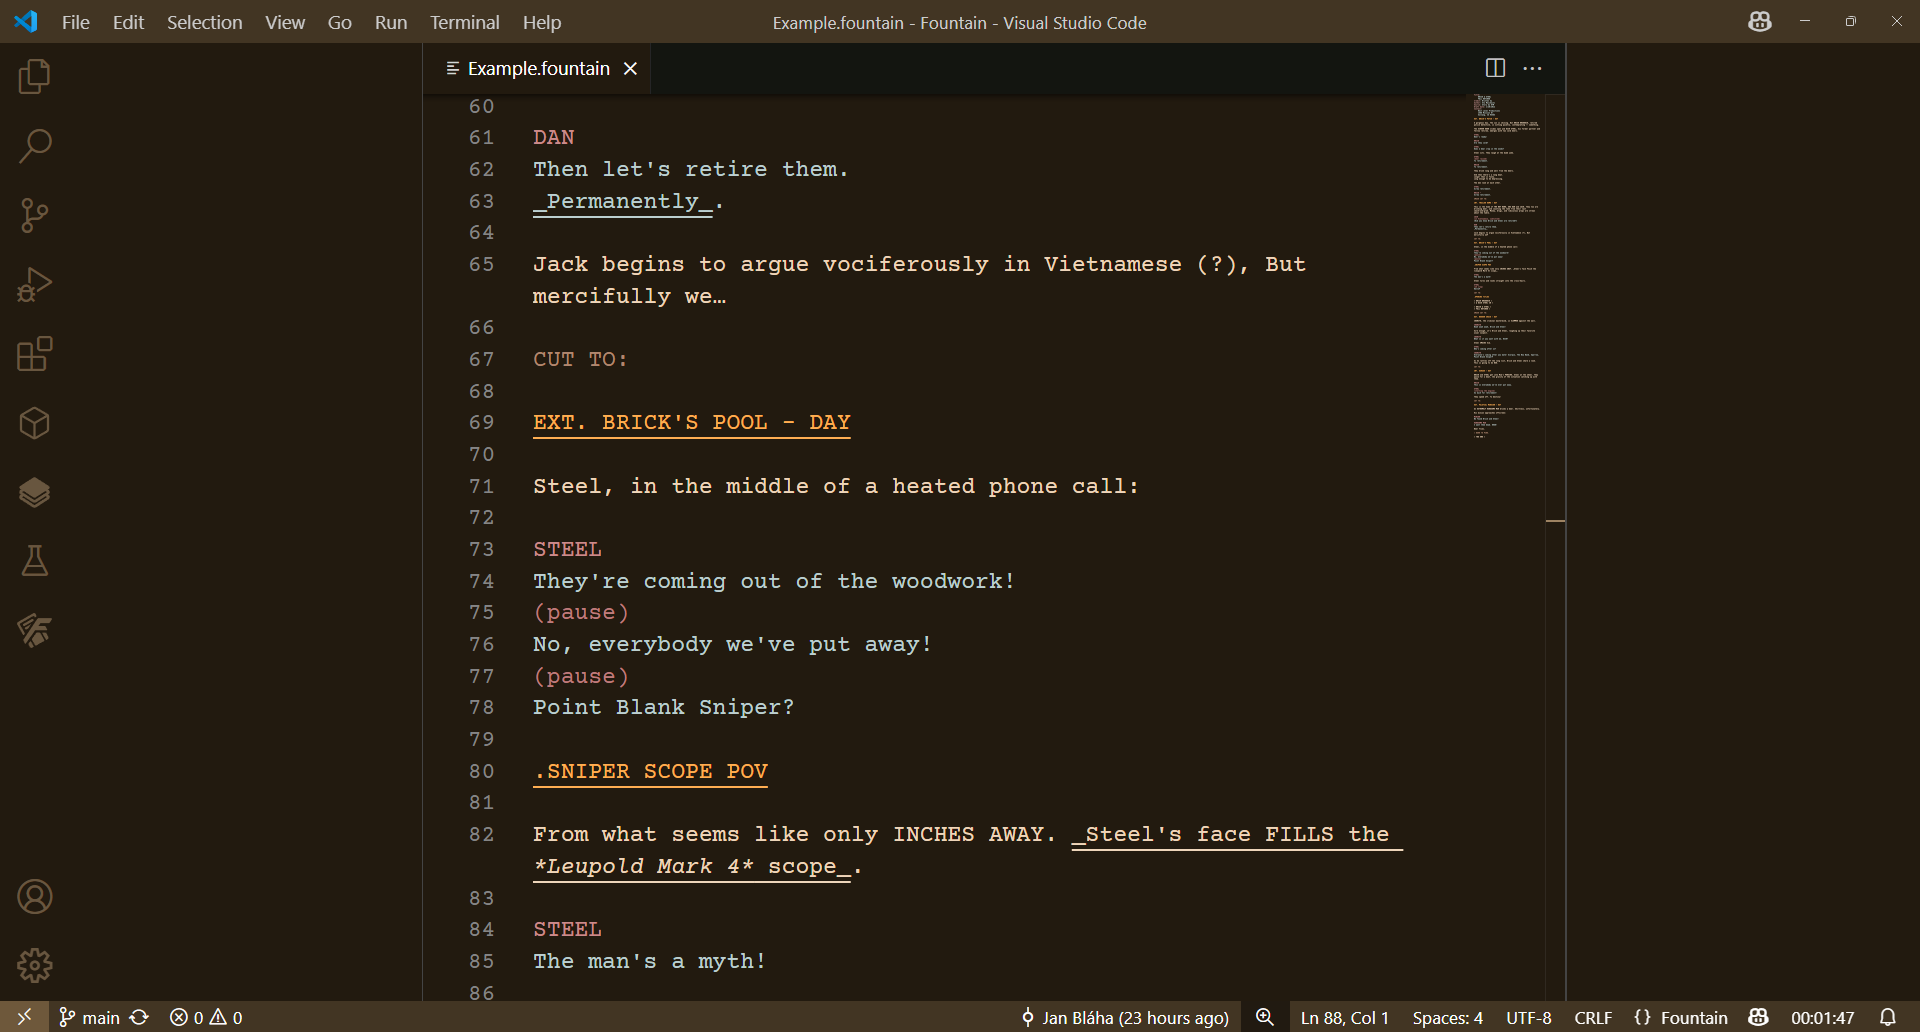 File Edit Selection View Go Run Terminal Help
Example.fountain - Fountain - Visual Studio Code
Example.fountain
60
61 DAN
62 Then let's retire them.
63 _Permanently_.
64
65 Jack begins to argue vociferously in Vietnamese (?), But
mercifully we…
66
67 CUT TO:
68
69 EXT. BRICK'S POOL - DAY
70
71 Steel, in the middle of a heated phone call:
72
73 STEEL
74 They're coming out of the woodwork!
75 (pause)
76 No, everybody we've put away!
77 (pause)
78 Point Blank Sniper?
79
80 .SNIPER SCOPE POV
81
82 From what seems like only INCHES AWAY. _Steel's face FILLS the
*Leupold Mark 4* scope_.
83
84 STEEL
85 The man's a myth!
86
main 0 0 Jan Bláha (23 hours ago) Ln 88, Col 1 Spaces: 4 UTF-8 CRLF {} Fountain 00:01:47